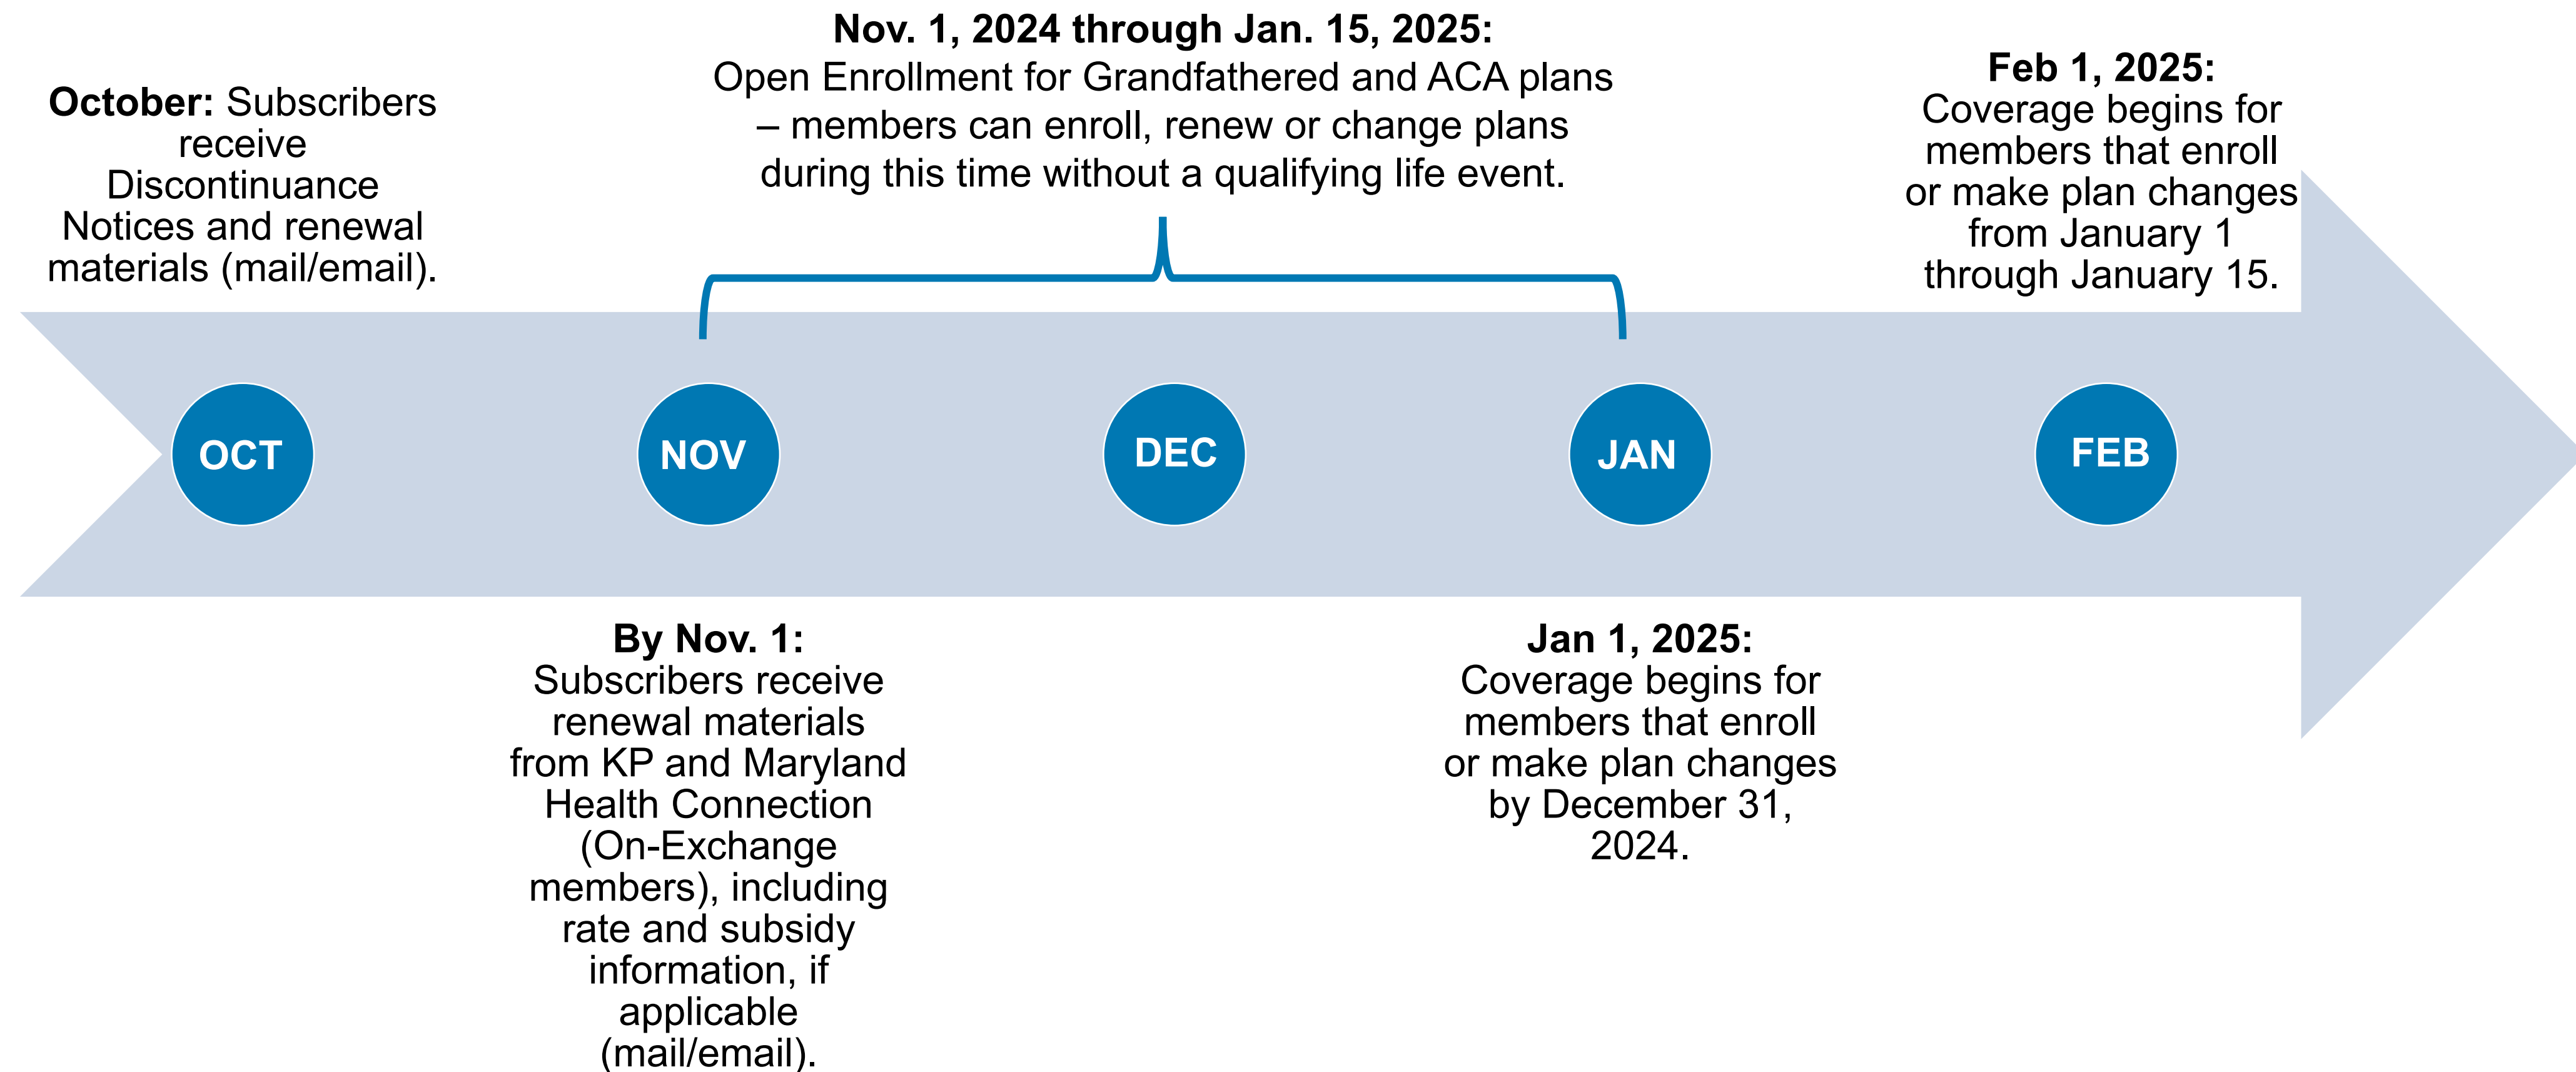 October: Subscribers
receive
Discontinuance
Notices and renewal
materials (mail/email).
Nov. 1, 2024 through Jan. 15, 2025:
Open Enrollment for Grandfathered and ACA plans
– members can enroll, renew or change plans
during this time without a qualifying life event.
Feb 1, 2025:
Coverage begins for
members that enroll
or make plan changes
from January 1
through January 15.
OCT
NOV
DEC
JAN
FEB
By Nov. 1:
Subscribers receive
renewal materials
from KP and Maryland
Health Connection
(On-Exchange
members), including
rate and subsidy
information, if
applicable
(mail/email).
Jan 1, 2025:
Coverage begins for
members that enroll
or make plan changes
by December 31,
2024.